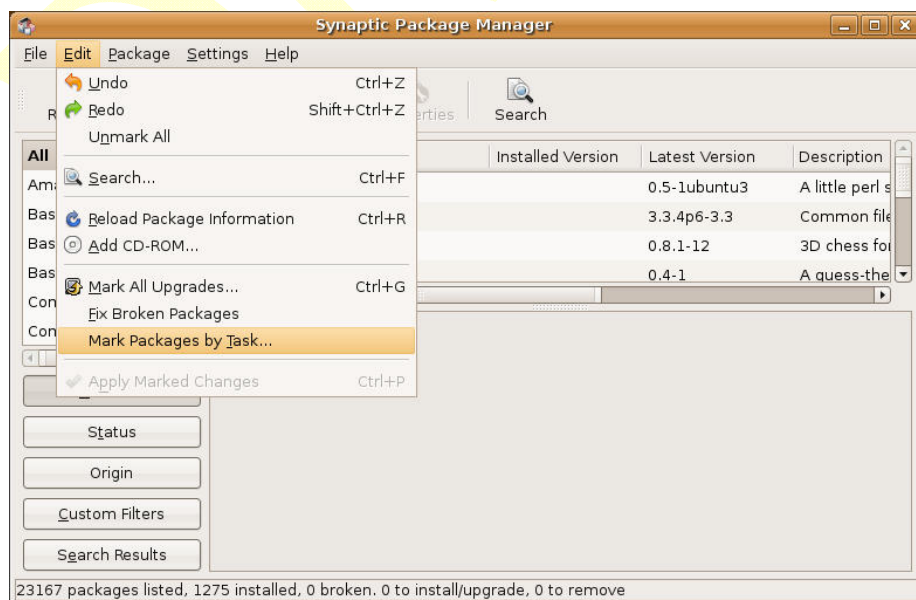 Synaptic Package Manager
File Edit Package Settings Help
Undo Ctrl+Z
Redo Shift+Ctrl+Z
Unmark All
Search... Ctrl+F
Reload Package Information Ctrl+R
Add CD-ROM...
Mark All Upgrades... Ctrl+G
Fix Broken Packages
Mark Packages by Task...
Apply Marked Changes Ctrl+P
Search
All
Installed Version Latest Version Description
0.5-1ubuntu3 A little perl s
3.3.4p6-3.3 Common file
0.8.1-12 3D chess for
0.4-1 A guess-the
Status
Origin
Custom Filters
Search Results
23167 packages listed, 1275 installed, 0 broken. 0 to install/upgrade, 0 to remove